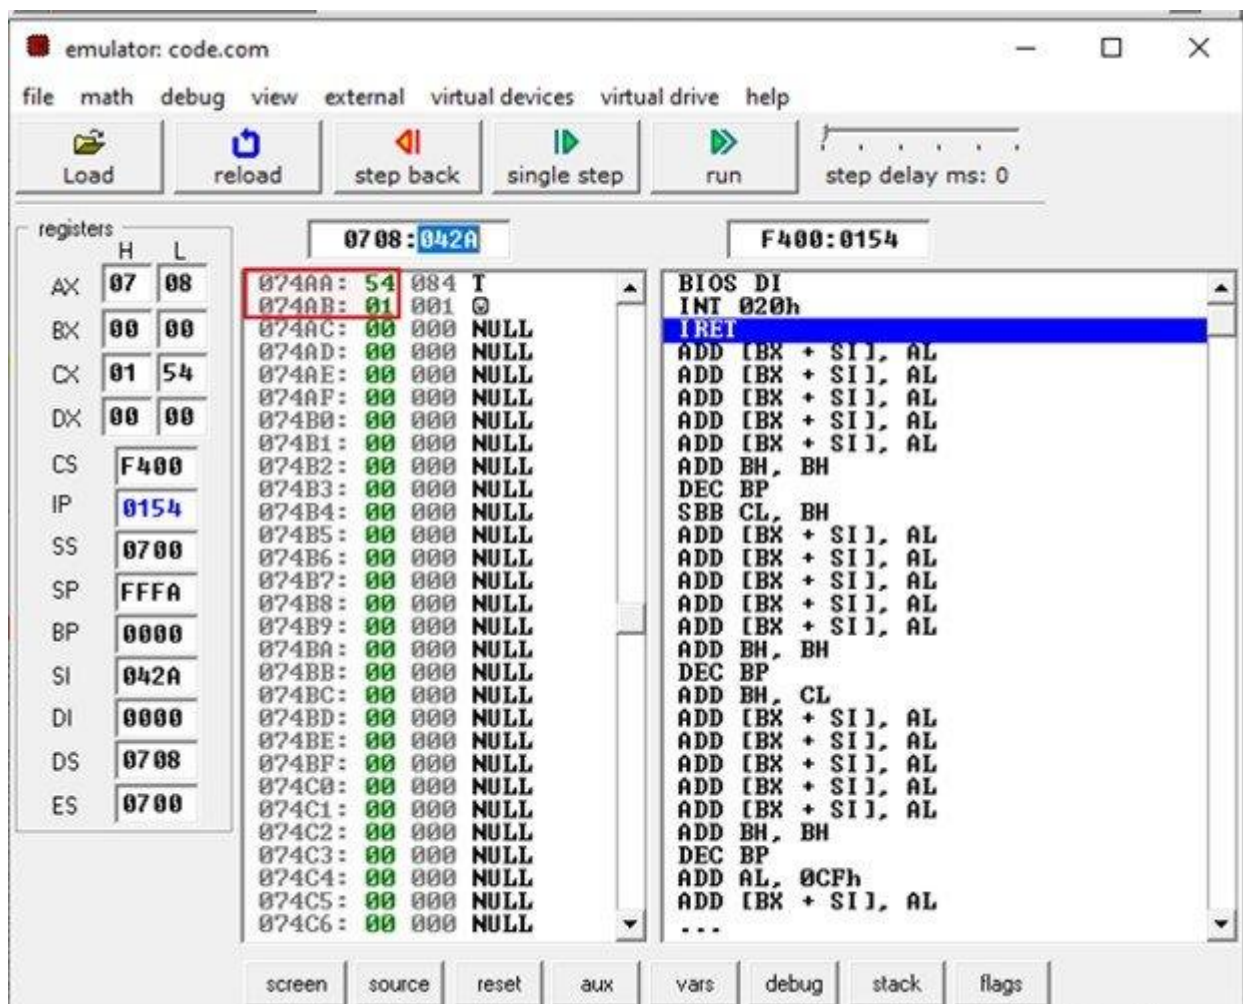 emulator: code.com
file math debug view external virtual devices virtual drive help
Load reload step back single step run step delay ms: 0
registers
H L
AX 07 08
BX 00 00
CX 01 54
DX 00 00
CS F400
IP 0154
SS 0700
SP FFFA
BP 0000
SI 042A
DI 0000
DS 0708
ES 0700
0708:042A
074AA: 54 084 T
074AB: 01 001 ☺
074AC: 00 000 NULL
074AD: 00 000 NULL
074AE: 00 000 NULL
074AF: 00 000 NULL
074B0: 00 000 NULL
074B1: 00 000 NULL
074B2: 00 000 NULL
074B3: 00 000 NULL
074B4: 00 000 NULL
074B5: 00 000 NULL
074B6: 00 000 NULL
074B7: 00 000 NULL
074B8: 00 000 NULL
074B9: 00 000 NULL
074BA: 00 000 NULL
074BB: 00 000 NULL
074BC: 00 000 NULL
074BD: 00 000 NULL
074BE: 00 000 NULL
074BF: 00 000 NULL
074C0: 00 000 NULL
074C1: 00 000 NULL
074C2: 00 000 NULL
074C3: 00 000 NULL
074C4: 00 000 NULL
074C5: 00 000 NULL
074C6: 00 000 NULL
F400:0154
BIOS DI
INT 020h
IRET
ADD [BX + SI], AL
ADD [BX + SI], AL
ADD [BX + SI], AL
ADD [BX + SI], AL
ADD [BX + SI], AL
ADD BH, BH
DEC BP
SBB CL, BH
ADD [BX + SI], AL
ADD [BX + SI], AL
ADD [BX + SI], AL
ADD [BX + SI], AL
ADD [BX + SI], AL
ADD BH, BH
DEC BP
ADD BH, CL
ADD [BX + SI], AL
ADD [BX + SI], AL
ADD [BX + SI], AL
ADD [BX + SI], AL
ADD [BX + SI], AL
ADD BH, BH
DEC BP
ADD AL, 0CFh
ADD [BX + SI], AL
...
screen source reset aux vars debug stack flags